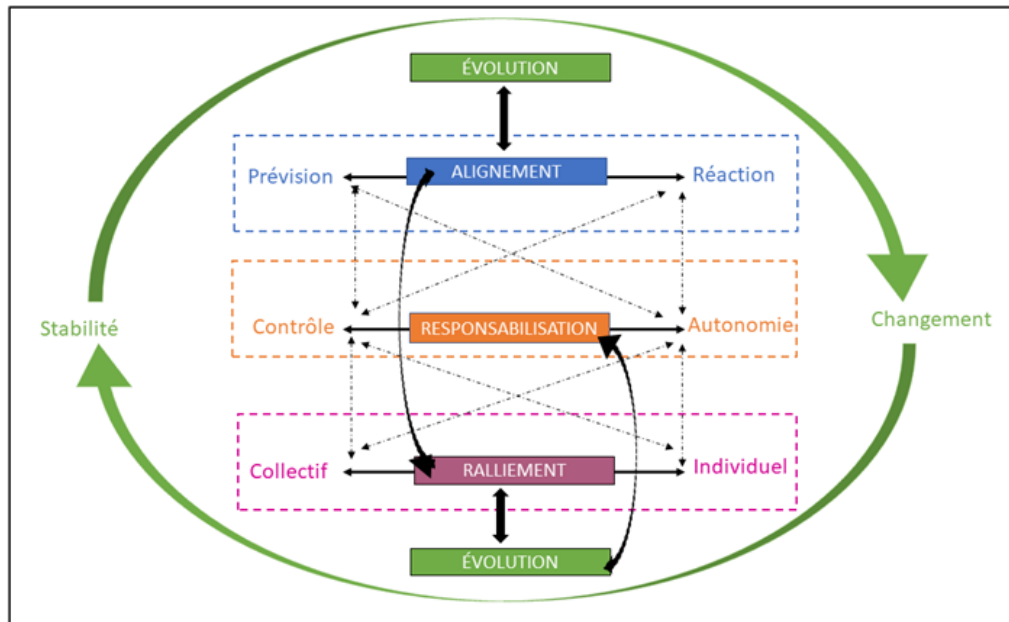 ÉVOLUTION
Prévision
ALIGNEMENT
Réaction
Stabilité
Contrôle
RESPONSABILISATION
Autonomie
Changement
Collectif
RALLIEMENT
Individuel
ÉVOLUTION